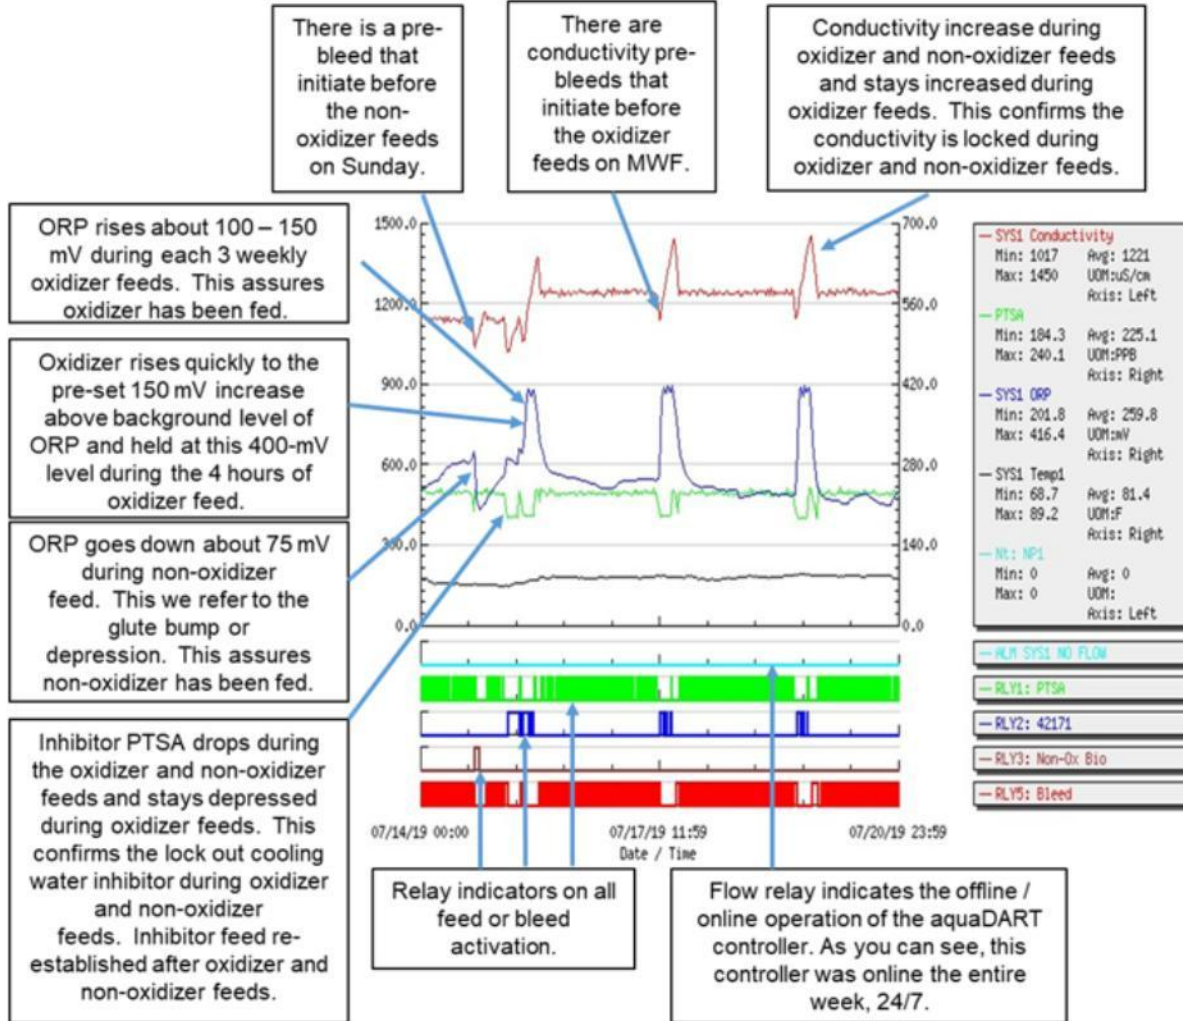 There is a pre-
bleed that
initiate before
the non-
oxidizer feeds
on Sunday.
There are
conductivity pre-
bleeds that
initiate before
the oxidizer
feeds on MWF.
Conductivity increase during
oxidizer and non-oxidizer feeds
and stays increased during
oxidizer feeds. This confirms the
conductivity is locked during
oxidizer and non-oxidizer feeds.
ORP rises about 100 – 150
mV during each 3 weekly
oxidizer feeds. This assures
oxidizer has been fed.
Oxidizer rises quickly to the
pre-set 150 mV increase
above background level of
ORP and held at this 400-mV
level during the 4 hours of
oxidizer feed.
ORP goes down about 75 mV
during non-oxidizer
feed. This we refer to the
glute bump or
depression. This assures
non-oxidizer has been fed.
Inhibitor PTSA drops during
the oxidizer and non-oxidizer
feeds and stays depressed
during oxidizer feeds. This
confirms the lock out cooling
water inhibitor during oxidizer
and non-oxidizer
feeds. Inhibitor feed re-
established after oxidizer and
non-oxidizer feeds.
1500.0 700.0
1200.0 560.0
900.0 420.0
600.0 280.0
300.0 140.0
0.0 0.0
SYS1 Conductivity
Min: 1017 Avg: 1221
Max: 1450 UOM:uS/cm
Axis: Left
PTSA
Min: 184.3 Avg: 225.1
Max: 240.1 UOM:PPB
Axis: Right
SYS1 ORP
Min: 201.8 Avg: 259.8
Max: 416.4 UOM:mV
Axis: Right
SYS1 Temp1
Min: 68.7 Avg: 81.4
Max: 89.2 UOM:F
Axis: Right
Nt: NP1
Min: 0 Avg: 0
Max: 0 UOM:
Axis: Left
ALM SYS1 NO FLOW
RLY1: PTSA
RLY2: 42171
RLY3: Non-Ox Bio
RLY5: Bleed
07/14/19 00:00 07/17/19 11:59 07/20/19 23:59
Date / Time
Relay indicators on all
feed or bleed
activation.
Flow relay indicates the offline /
online operation of the aquaDART
controller. As you can see, this
controller was online the entire
week, 24/7.